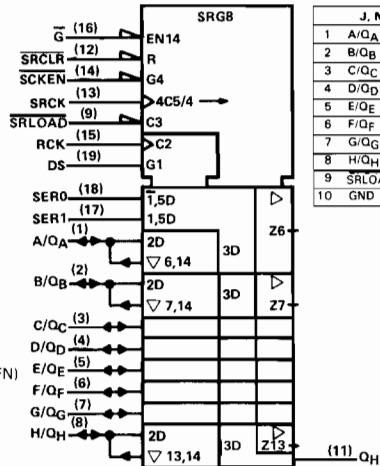 SRG8
G̅ (16) EN14
S̅R̅C̅L̅R̅ (12) R
S̅C̅K̅E̅N̅ (14) G4
SRCK (13) 4C5/4
S̅R̅L̅O̅A̅D̅ (9) C3
RCK (15) C2
DS (19) G1
SER0 (18) 1̅,5D
SER1 (17) 1,5D
Z6
A/QA (1) 2D 3D
▽ 6,14
B/QB (2) 2D 3D
▽ 7,14 Z7
C/QC (3)
D/QD (4)
E/QE (5)
FN)
F/QF (6)
G/QG (7)
H/QH (8) 2D 3D Z13
▽ 13,14
(11) QH
J, N
1 A/QA
2 B/QB
3 C/QC
4 D/QD
5 E/QE
6 F/QF
7 G/QG
8 H/QH
9 S̅R̅L̅O̅A̅
10 GND